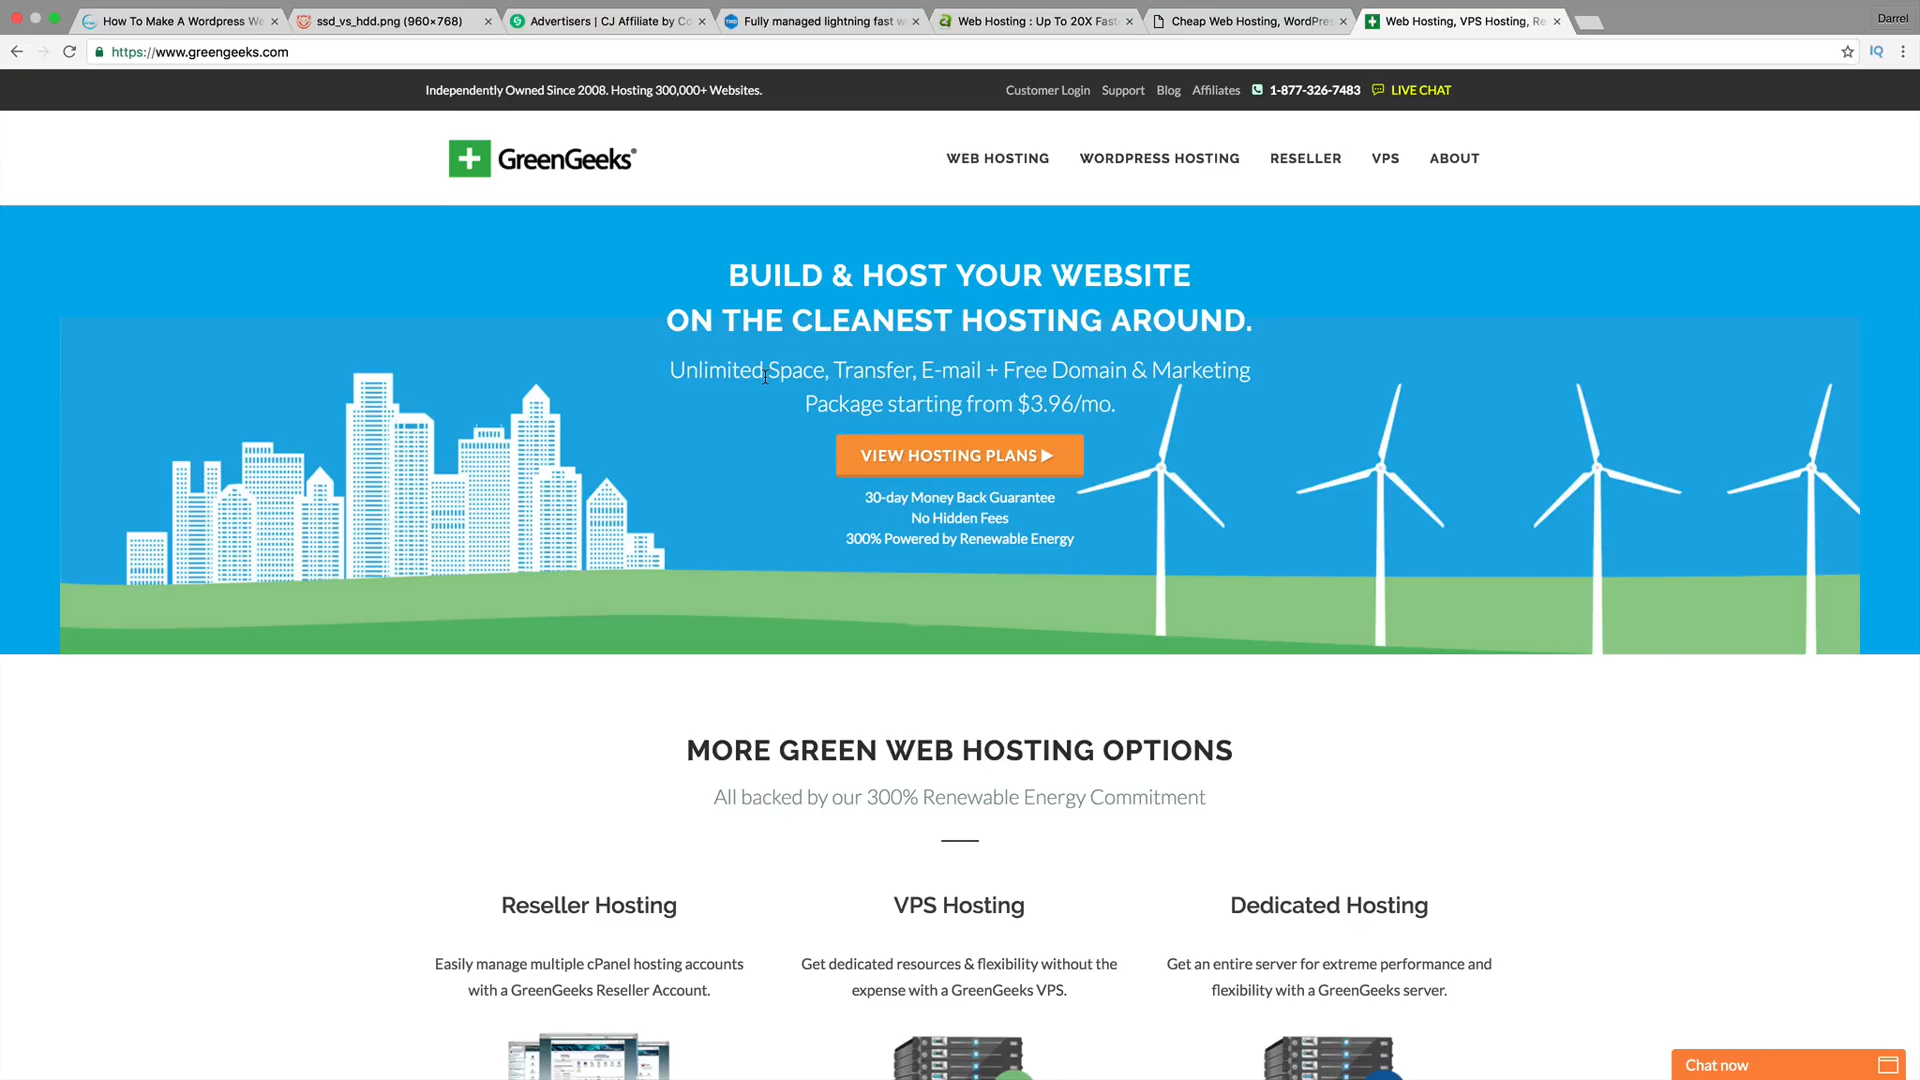 How To Make A Wordpress We
ssd_vs_hdd.png (960×768)
Advertisers | CJ Affiliate by Co
Fully managed lightning fast w
Web Hosting : Up To 20X Fast
Cheap Web Hosting, WordPres
Web Hosting, VPS Hosting, Re
Darrel
https://www.greengeeks.com
IQ
Independently Owned Since 2008. Hosting 300,000+ Websites.
Customer Login Support Blog Affiliates 1-877-326-7483 LIVE CHAT
GreenGeeks®
WEB HOSTING WORDPRESS HOSTING RESELLER VPS ABOUT
BUILD & HOST YOUR WEBSITE
ON THE CLEANEST HOSTING AROUND.
Unlimited Space, Transfer, E-mail + Free Domain & Marketing
Package starting from $3.96/mo.
VIEW HOSTING PLANS
30-day Money Back Guarantee
No Hidden Fees
300% Powered by Renewable Energy
MORE GREEN WEB HOSTING OPTIONS
All backed by our 300% Renewable Energy Commitment
Reseller Hosting
Easily manage multiple cPanel hosting accounts
with a GreenGeeks Reseller Account.
VPS Hosting
Get dedicated resources & flexibility without the
expense with a GreenGeeks VPS.
Dedicated Hosting
Get an entire server for extreme performance and
flexibility with a GreenGeeks server.
Chat now